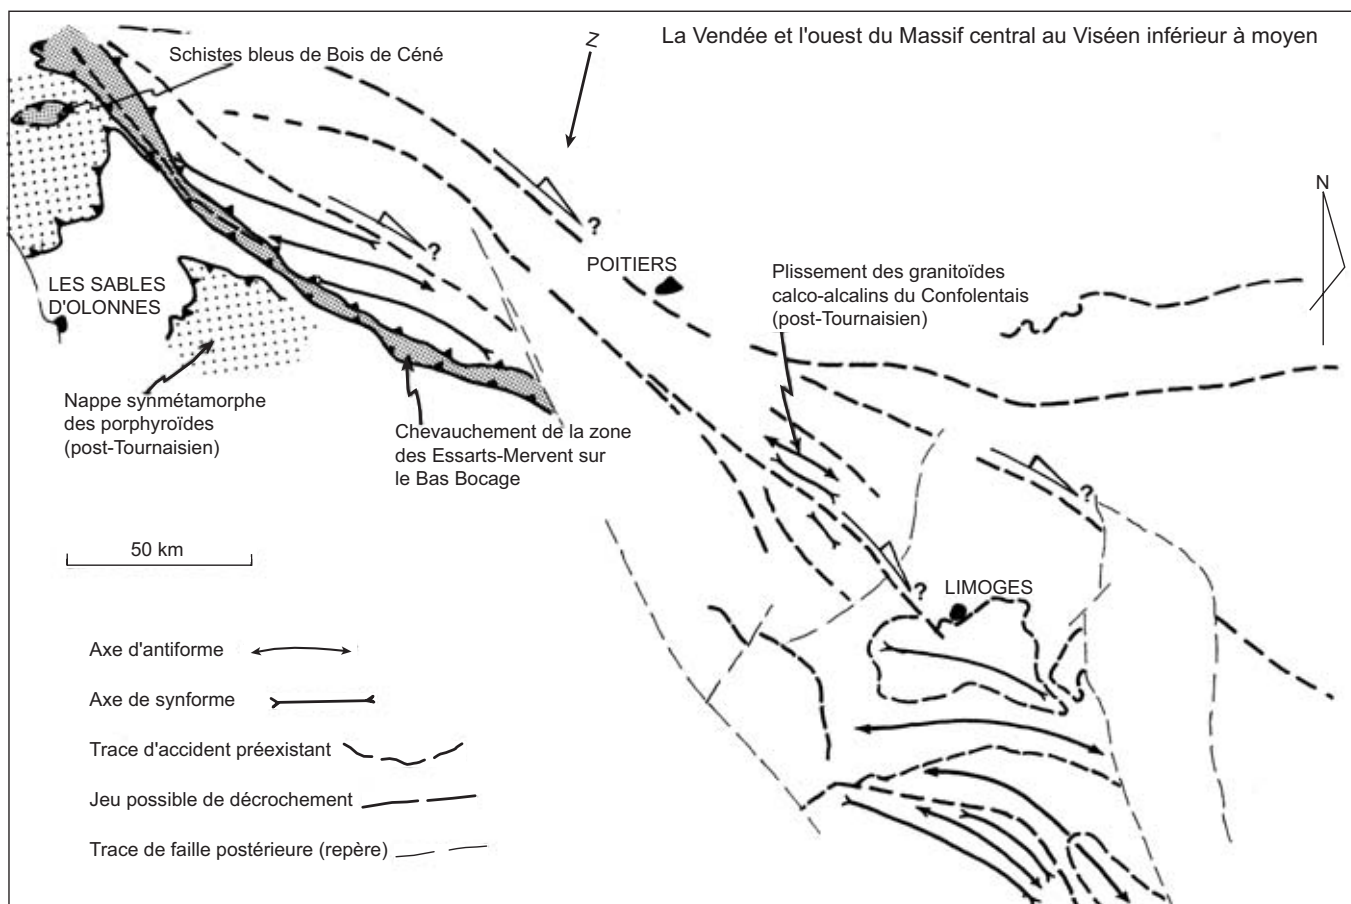 La Vendée et l'ouest du Massif central au Viséen inférieur à moyen
Schistes bleus de Bois de Céné
Z
N
?
?
POITIERS
LES SABLES
D'OLONNES
Plissement des granitoïdes
calco-alcalins du Confolentais
(post-Tournaisien)
Nappe synmétamorphe
des porphyroïdes
(post-Tournaisien)
Chevauchement de la zone
des Essarts-Mervent sur
le Bas Bocage
?
50 km
?
LIMOGES
Axe d'antiforme
Axe de synforme
Trace d'accident préexistant
Jeu possible de décrochement
Trace de faille postérieure (repère)